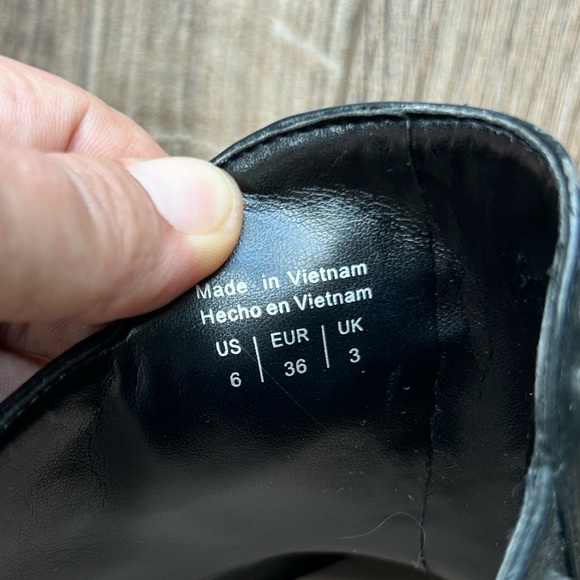 Made in Vietnam
Hecho en Vietnam
US | EUR | UK
6 | 36 | 3